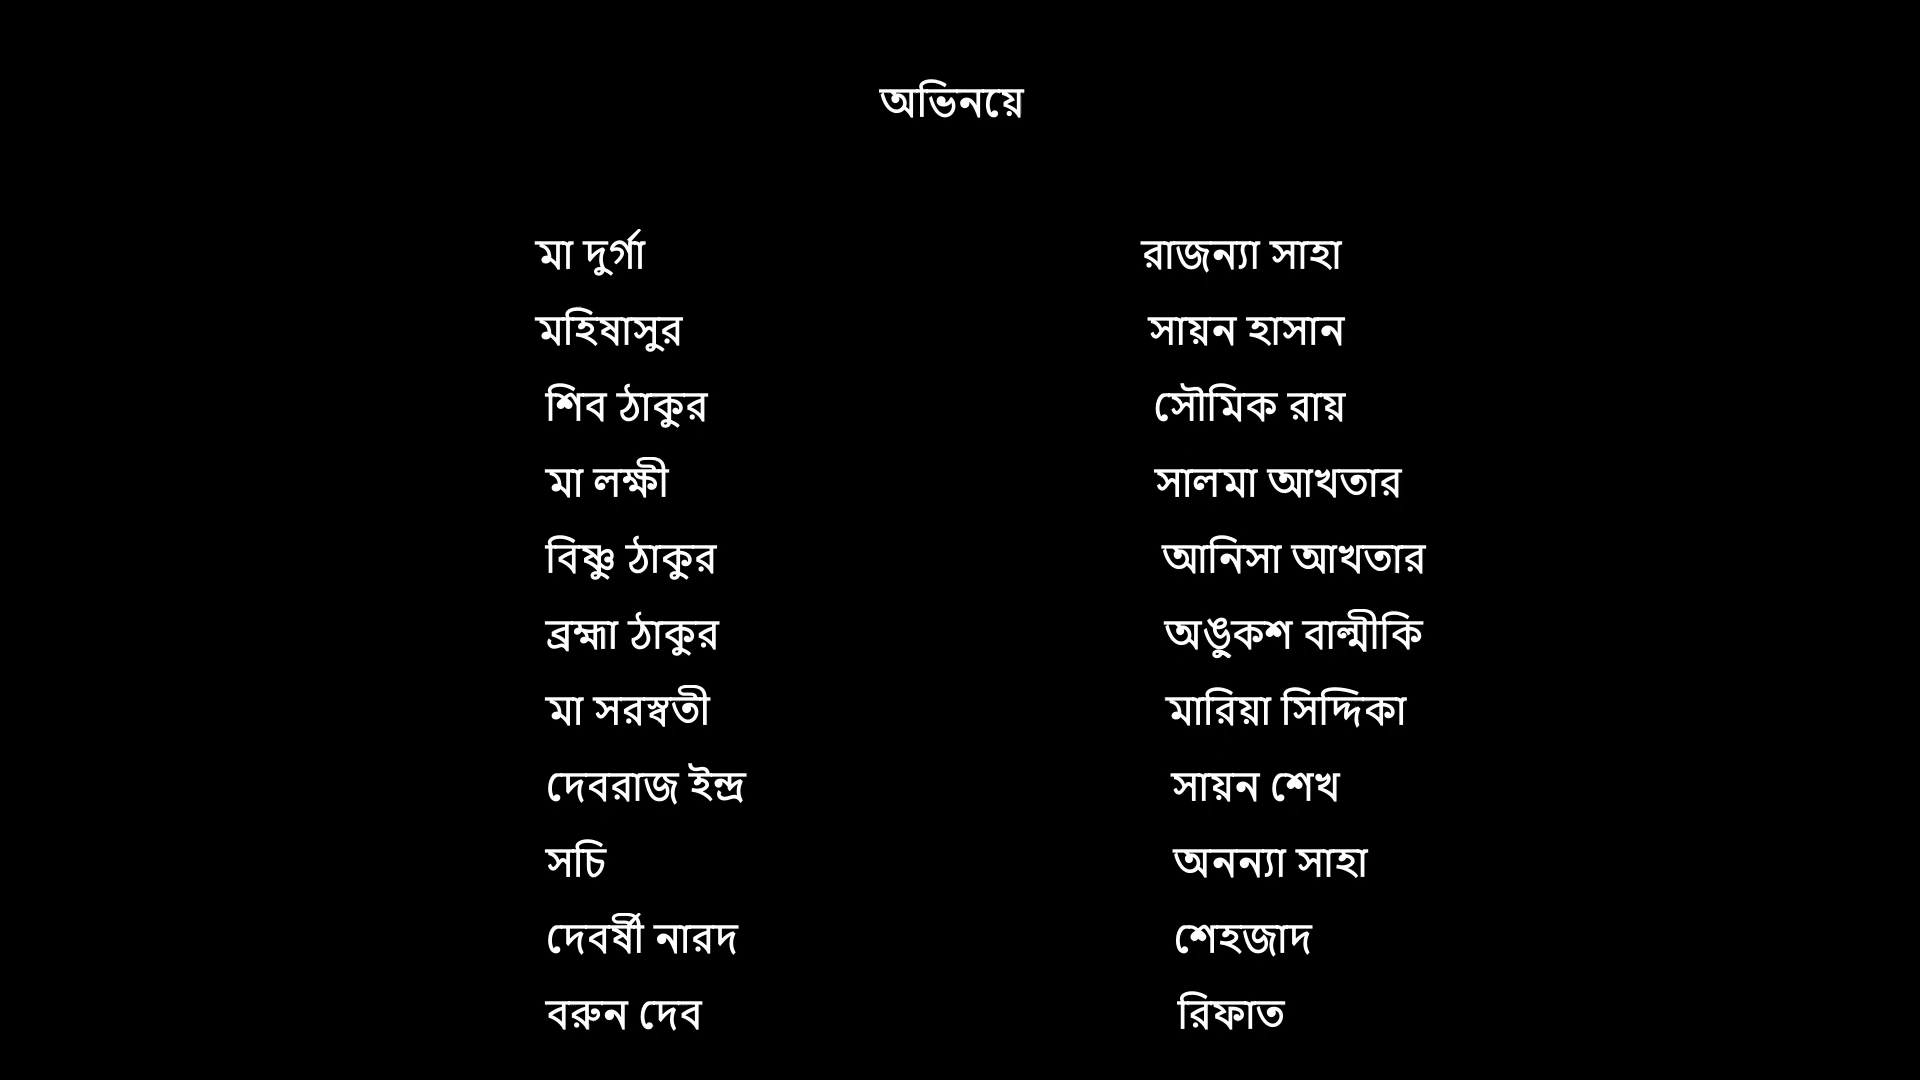 অভিনয়ে
মা দুর্গা রাজন্যা সাহা
মহিষাসুর সায়ন হাসান
শিব ঠাকুর সৌমিক রায়
মা লক্ষী সালমা আখতার
বিষ্ণু ঠাকুর আনিসা আখতার
ব্রহ্মা ঠাকুর অঙুকশ বাল্মীকি
মা সরস্বতী মারিয়া সিদ্দিকা
দেবরাজ ইন্দ্র সায়ন শেখ
সচি অনন্যা সাহা
দেবর্ষী নারদ শেহজাদ
বরুন দেব রিফাত